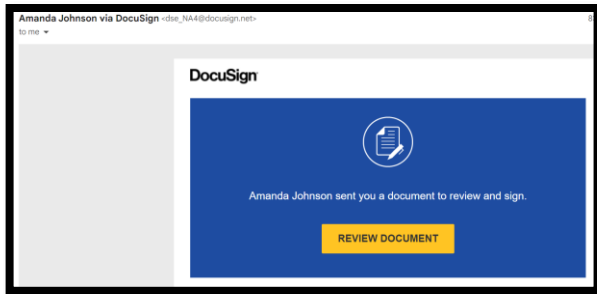 Amanda Johnson via DocuSign <dse_NA4@docusign.net>
to me
DocuSign
Amanda Johnson sent you a document to review and sign.
REVIEW DOCUMENT